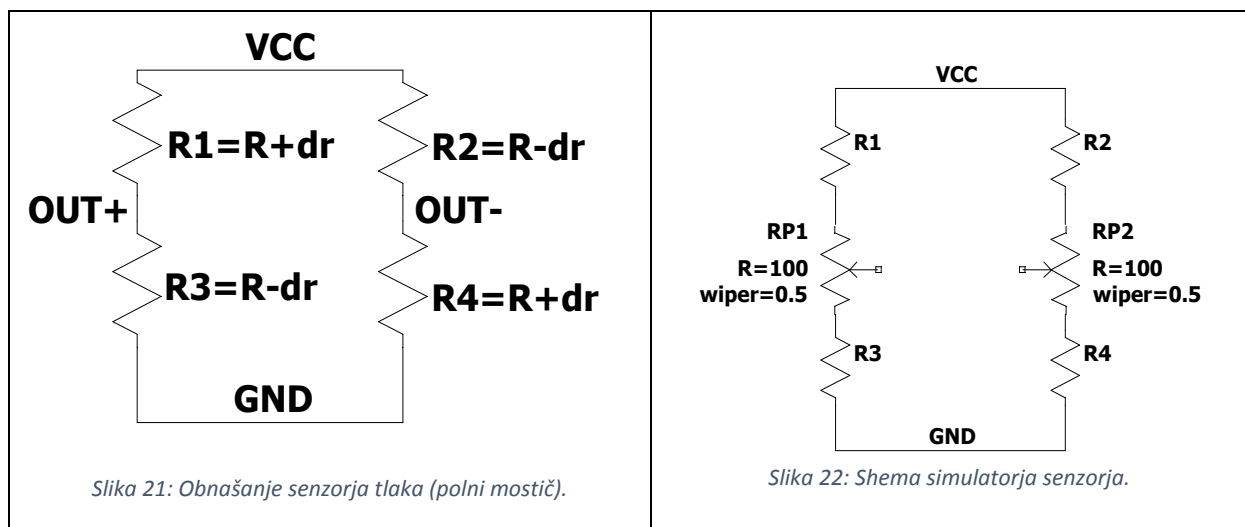 VCC
R1=R+dr
R2=R-dr
OUT+
OUT-
R3=R-dr
R4=R+dr
GND
Slika 21: Obnašanje senzorja tlaka (polni mostič).
VCC
R1
R2
RP1
RP2
R=100
R=100
wiper=0.5
wiper=0.5
R3
R4
GND
Slika 22: Shema simulatorja senzorja.